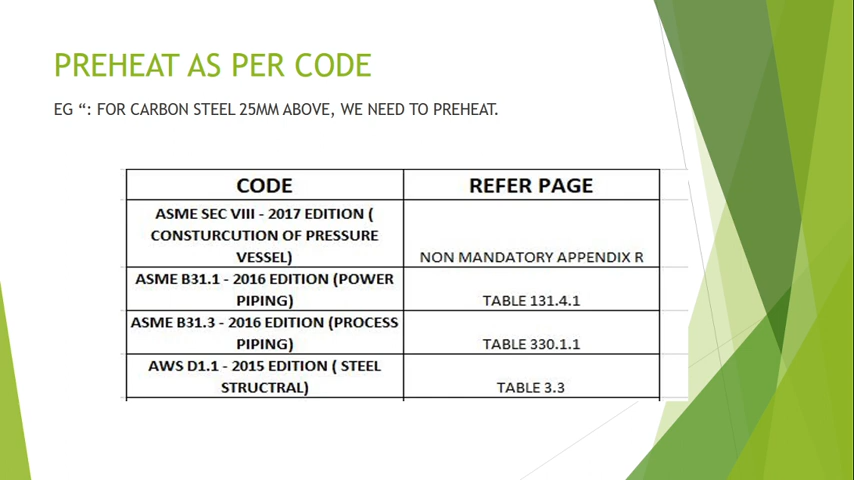 PREHEAT AS PER CODE
EG “: FOR CARBON STEEL 25MM ABOVE, WE NEED TO PREHEAT.
CODE
REFER PAGE
ASME SEC VIII - 2017 EDITION (
CONSTURCUTION OF PRESSURE
VESSEL)
NON MANDATORY APPENDIX R
ASME B31.1 - 2016 EDITION (POWER
PIPING)
TABLE 131.4.1
ASME B31.3 - 2016 EDITION (PROCESS
PIPING)
TABLE 330.1.1
AWS D1.1 - 2015 EDITION ( STEEL
STRUCTRAL)
TABLE 3.3